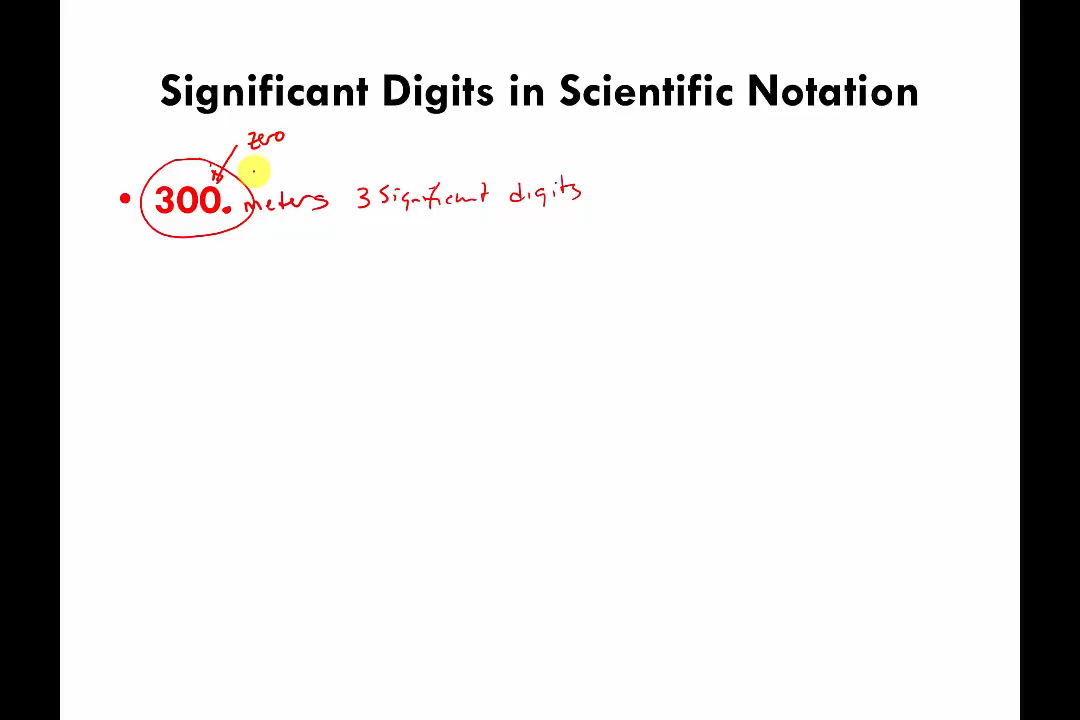 Significant Digits in Scientific Notation
zero
• 300. meters 3 significant digits